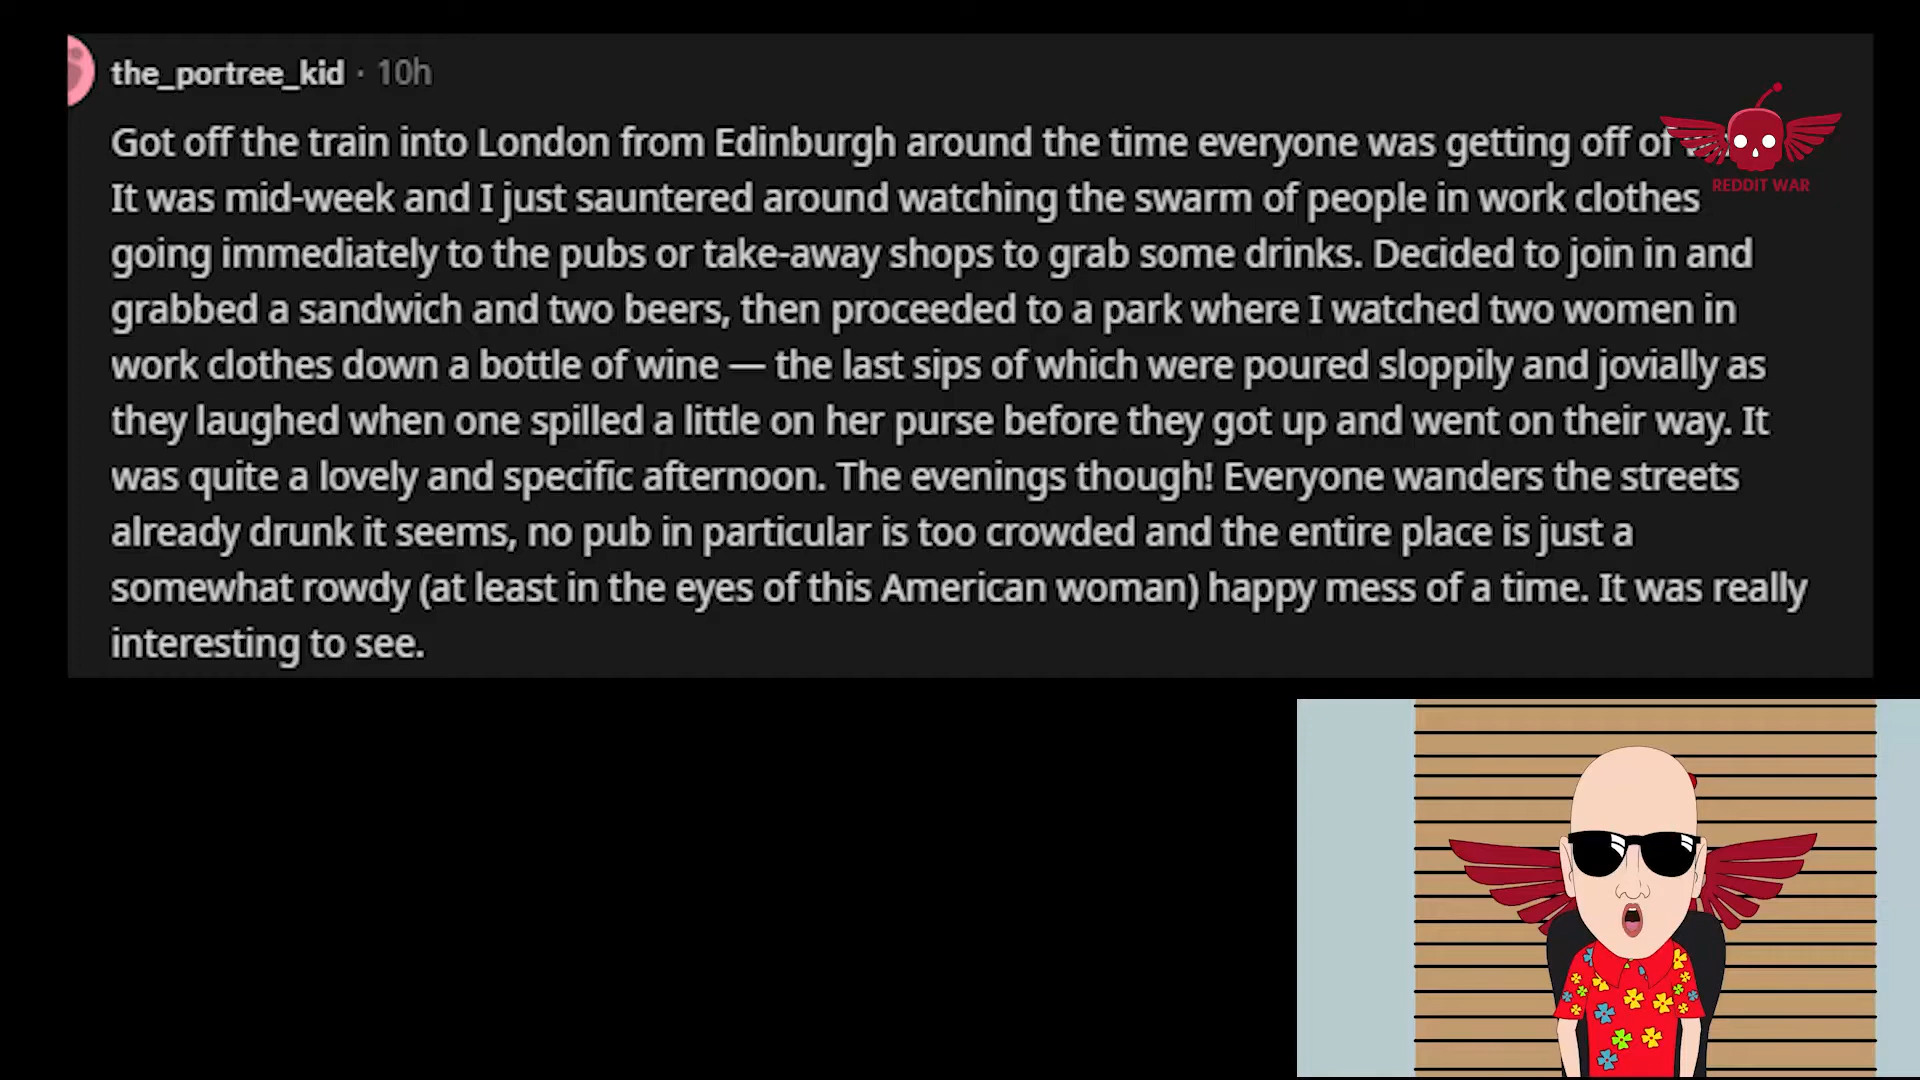 the_portree_kid · 10h
Got off the train into London from Edinburgh around the time everyone was getting off of
It was mid-week and I just sauntered around watching the swarm of people in work clothes
going immediately to the pubs or take-away shops to grab some drinks. Decided to join in and
grabbed a sandwich and two beers, then proceeded to a park where I watched two women in
work clothes down a bottle of wine — the last sips of which were poured sloppily and jovially as
they laughed when one spilled a little on her purse before they got up and went on their way. It
was quite a lovely and specific afternoon. The evenings though! Everyone wanders the streets
already drunk it seems, no pub in particular is too crowded and the entire place is just a
somewhat rowdy (at least in the eyes of this American woman) happy mess of a time. It was really
interesting to see.
REDDIT WAR